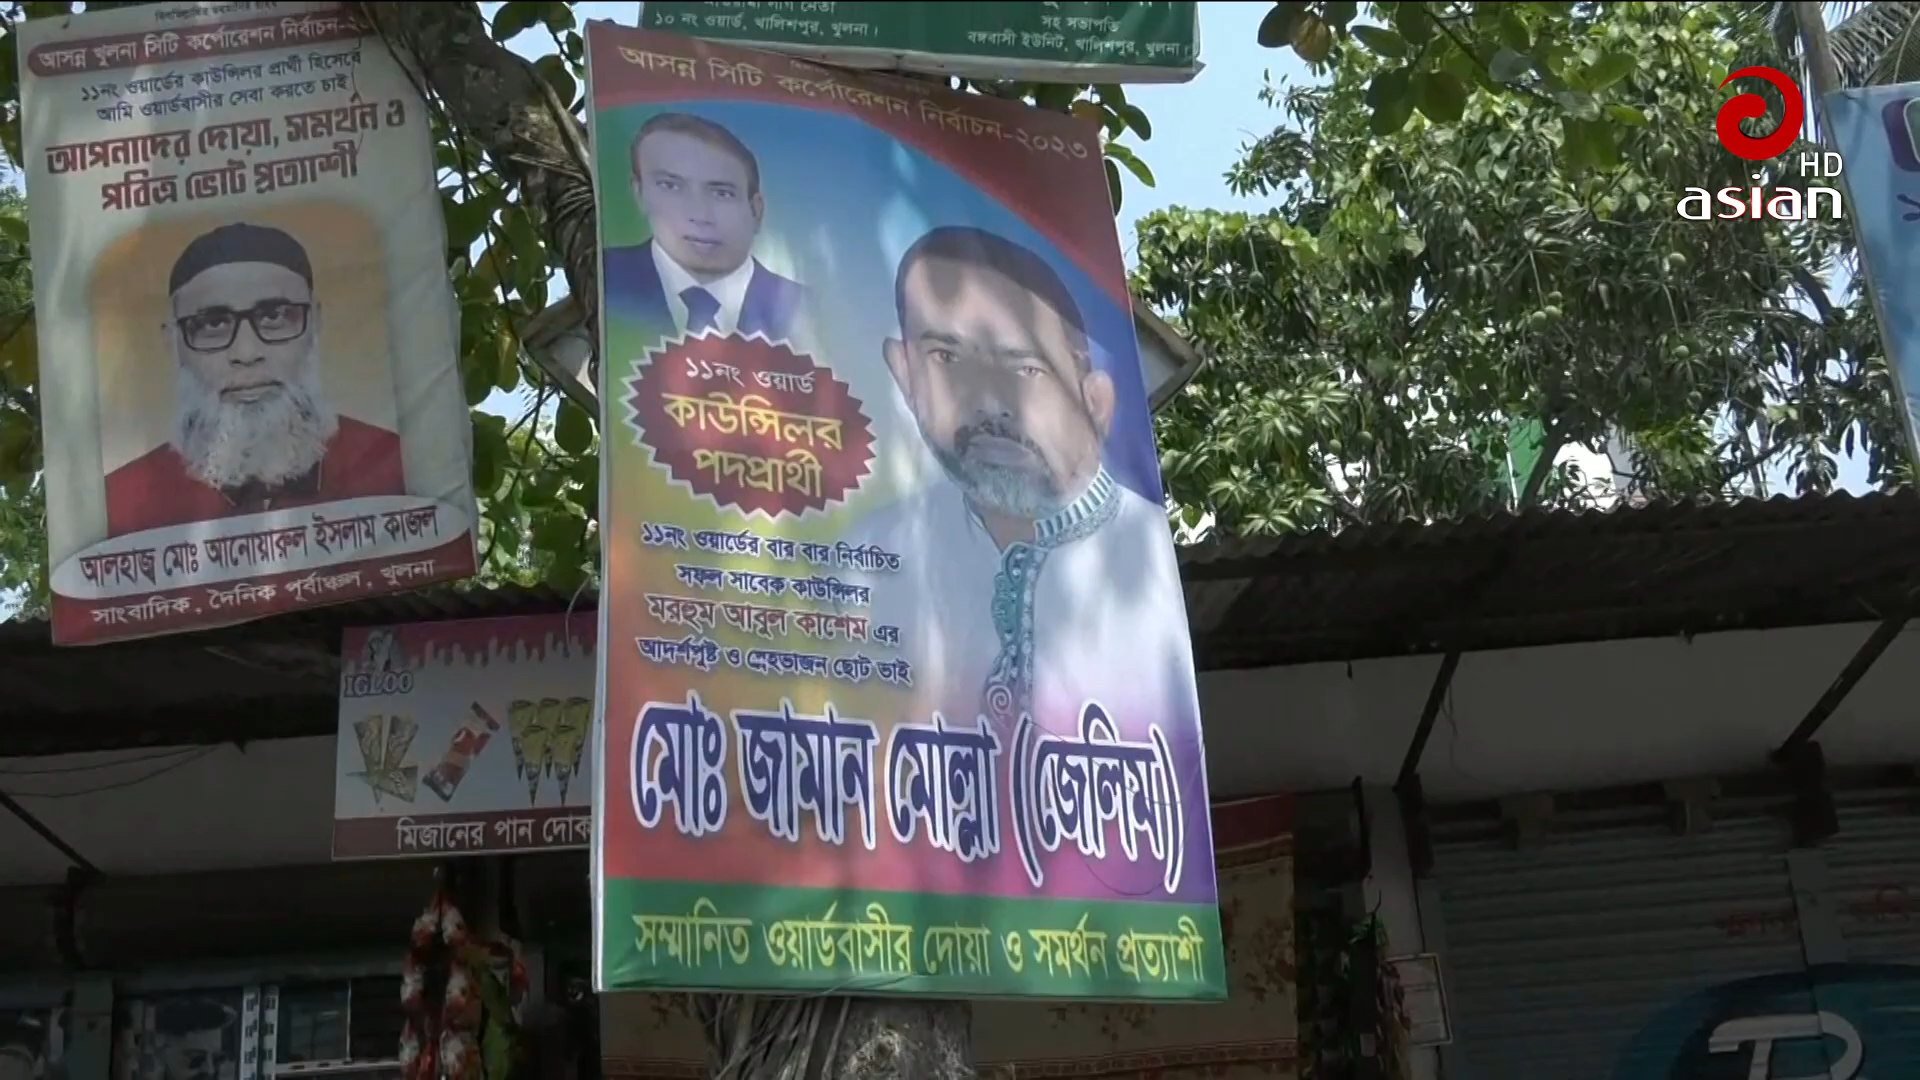 আসন্ন খুলনা সিটি কর্পোরেশন নির্বাচন-২০
১১নং ওয়ার্ডের কাউন্সিলর প্রার্থী হিসেবে
আমি ওয়ার্ডবাসীর সেবা করতে চাই
আপনাদের দোয়া, সমর্থন ও
পবিত্র ভোট প্রত্যাশী
আলহাজ্ব মোঃ আনোয়ারুল ইসলাম কাজল
সাংবাদিক, দৈনিক পূর্বাঞ্চল, খুলনা
১০ নং ওয়ার্ড, খালিশপুর, খুলনা।
সহ সভাপতি
বঙ্গবাসী ইউনিট, খালিশপুর, খুলনা।
আসন্ন সিটি কর্পোরেশন নির্বাচন-২০২৩
১১নং ওয়ার্ড
কাউন্সিলর
পদপ্রার্থী
১১নং ওয়ার্ডের বার বার নির্বাচিত
সফল সাবেক কাউন্সিলর
মরহুম আবুল কাশেম এর
আদর্শপুষ্ট ও স্নেহভাজন ছোট ভাই
মোঃ জামান মোল্লা (জেলিম)
সম্মানিত ওয়ার্ডবাসীর দোয়া ও সমর্থন প্রত্যাশী
IGLOO
মিজানের পান দোক
HD
asian